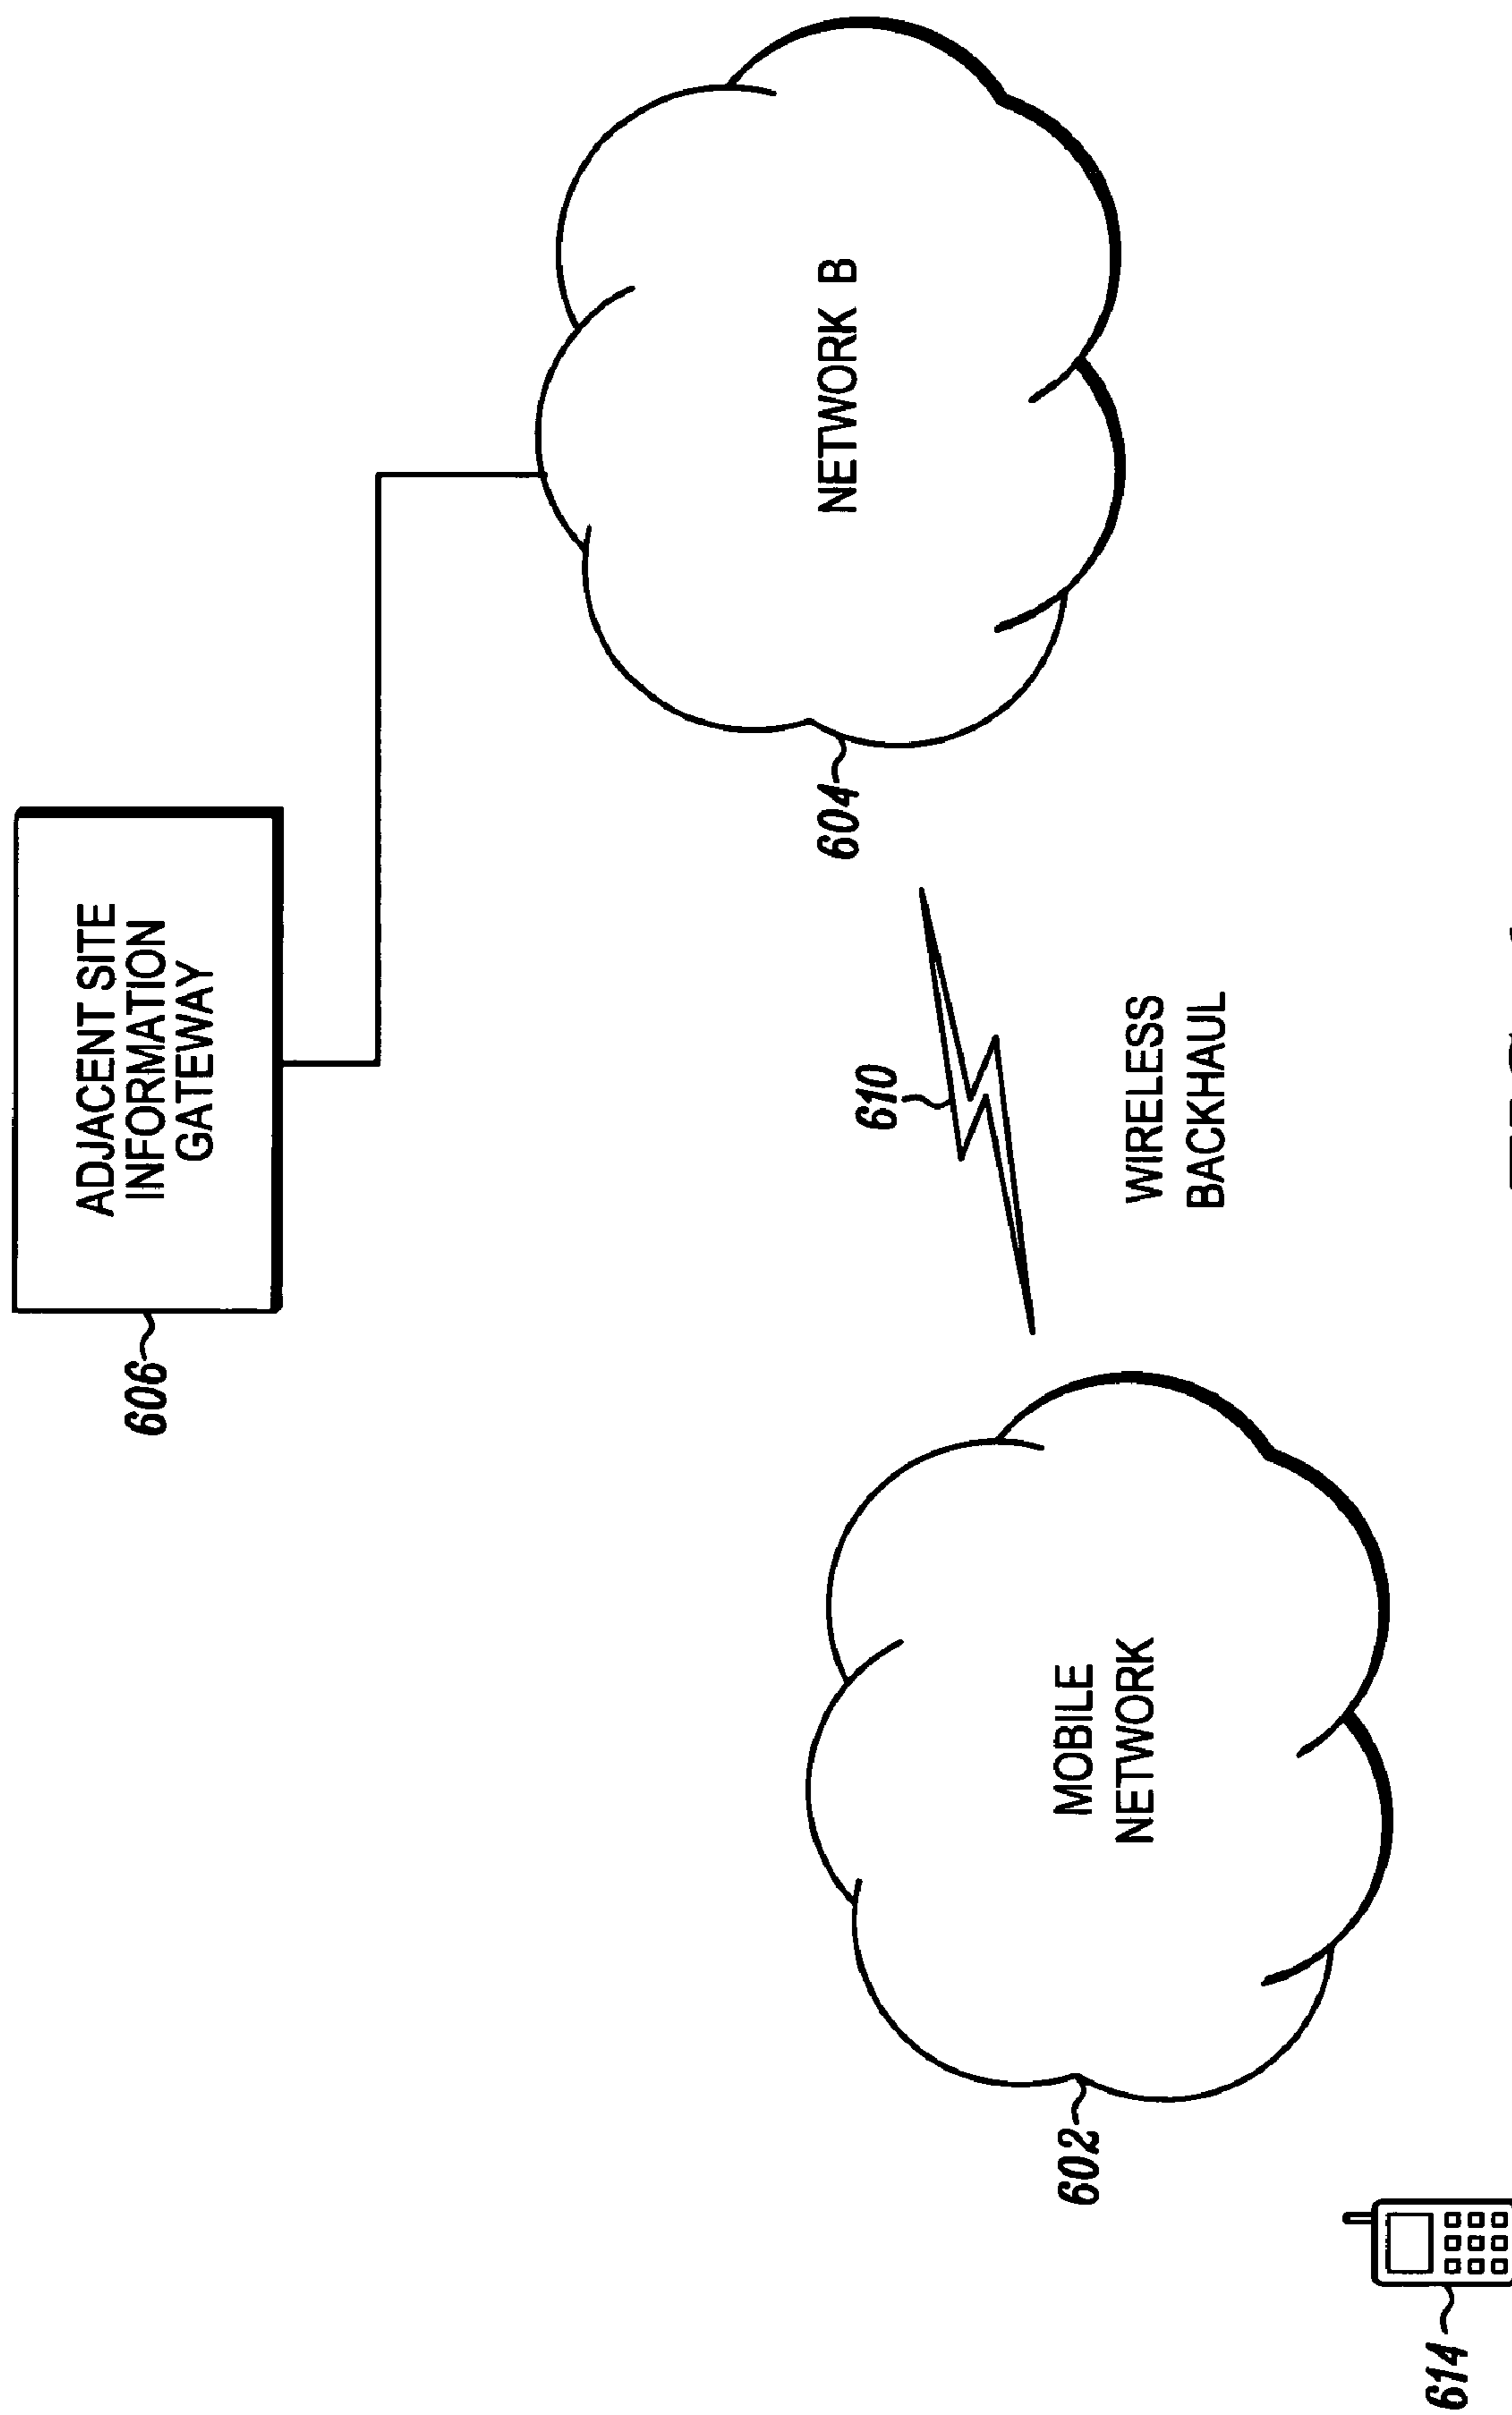 606
ADJACENT SITE
INFORMATION
GATEWAY
604
NETWORK B
610
WIRELESS
BACKHAUL
602
MOBILE
NETWORK
614